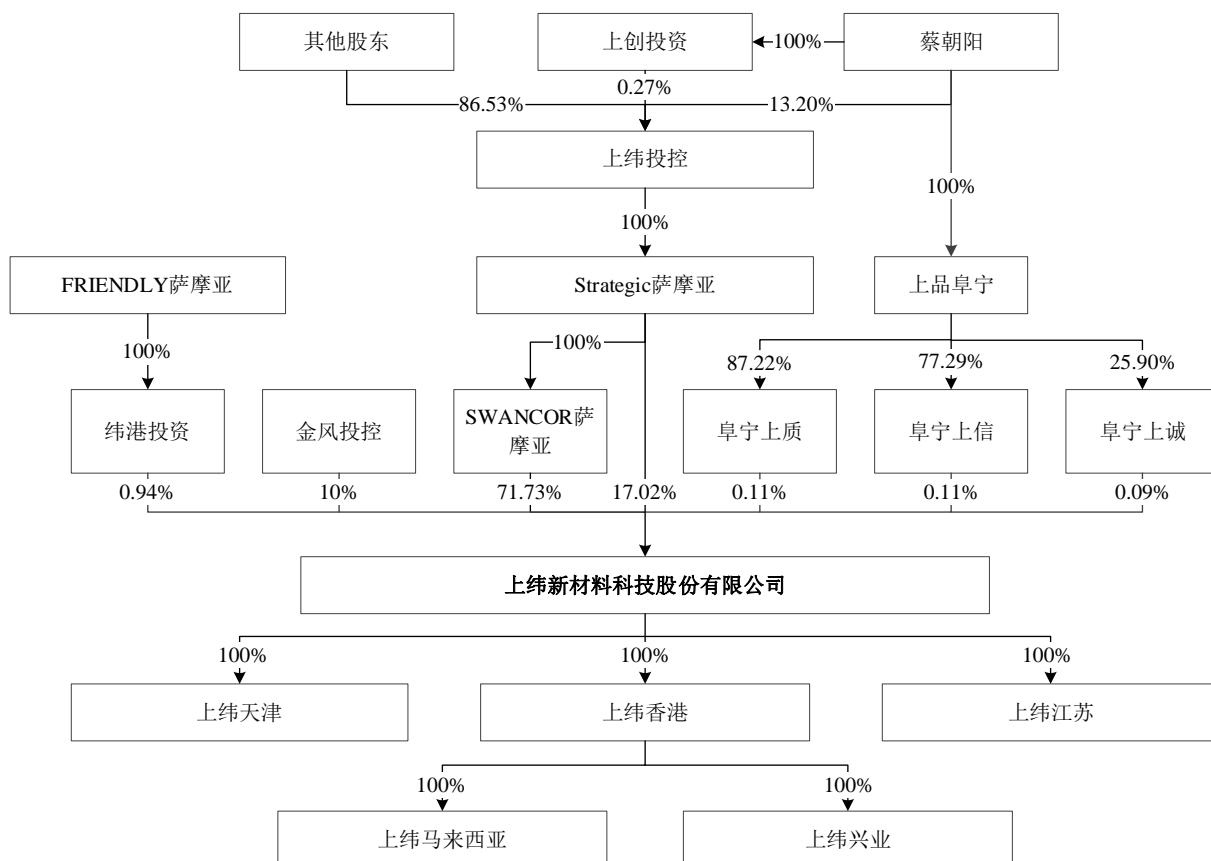 其他股东
上创投资
100%
蔡朝阳
0.27%
86.53%
13.20%
上纬投控
100%
100%
FRIENDLY萨摩亚
Strategic萨摩亚
上品阜宁
100%
100%
87.22%
77.29%
25.90%
纬港投资
金风投控
SWANCOR萨
摩亚
阜宁上质
阜宁上信
阜宁上诚
0.94%
10%
71.73%
17.02%
0.11%
0.11%
0.09%
上纬新材料科技股份有限公司
100%
100%
100%
上纬天津
上纬香港
上纬江苏
100%
100%
上纬马来西亚
上纬兴业